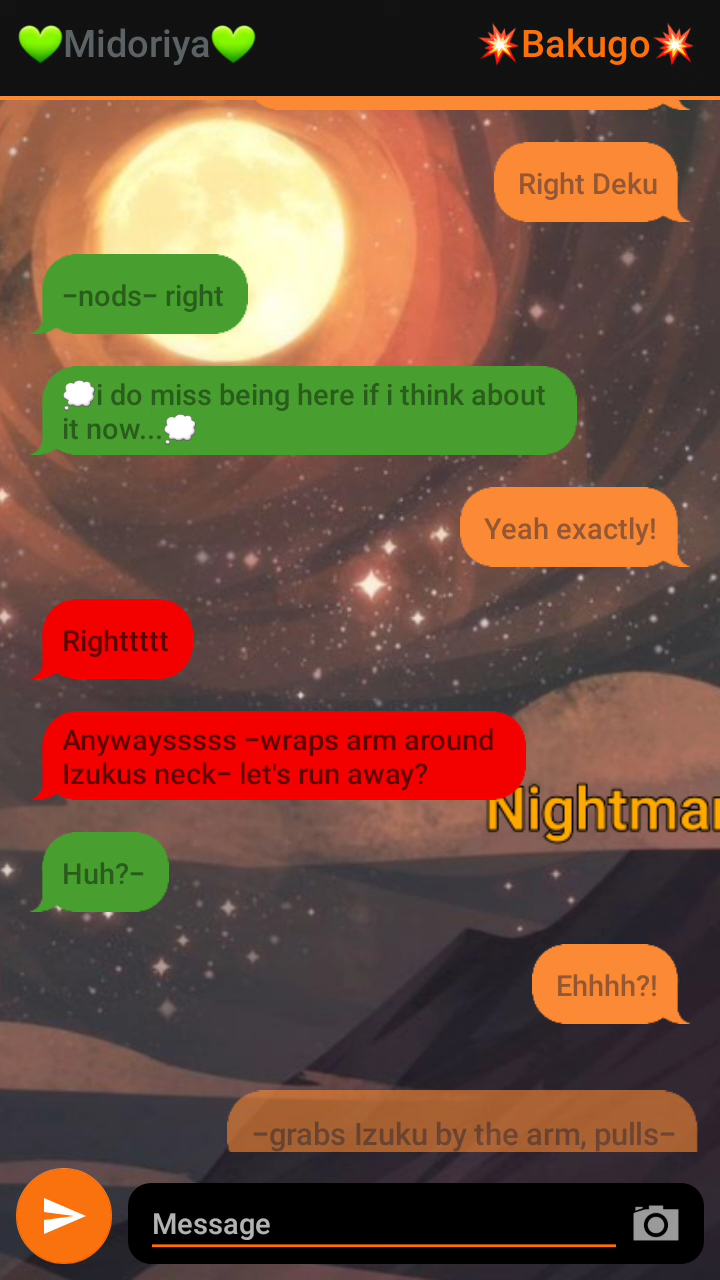 💚Midoriya💚
💥Bakugo💥
Right Deku
–nods– right
💭i do miss being here if i think about
it now...💭
Yeah exactly!
Righttttt
Anywaysssss –wraps arm around
Izukus neck– let's run away?
Nightmar
Huh?–
Ehhhh?!
–grabs Izuku by the arm, pulls–
Message